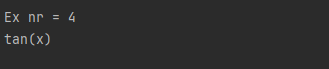 Ex nr = 4
tan(x)